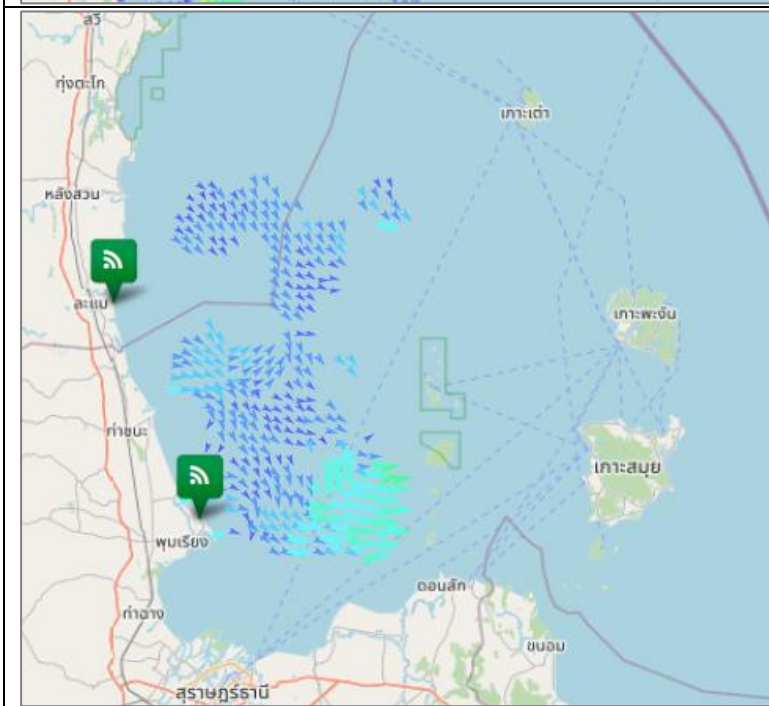 สวี
ทุ่งตะโก
เกาะเต่า
หลังสวน
ละแม
เกาะพะงัน
ท่าชนะ
เกาะสมุย
พุมเรียง
ดอนสัก
ท่าฉาง
ขนอม
สุราษฎร์ธานี